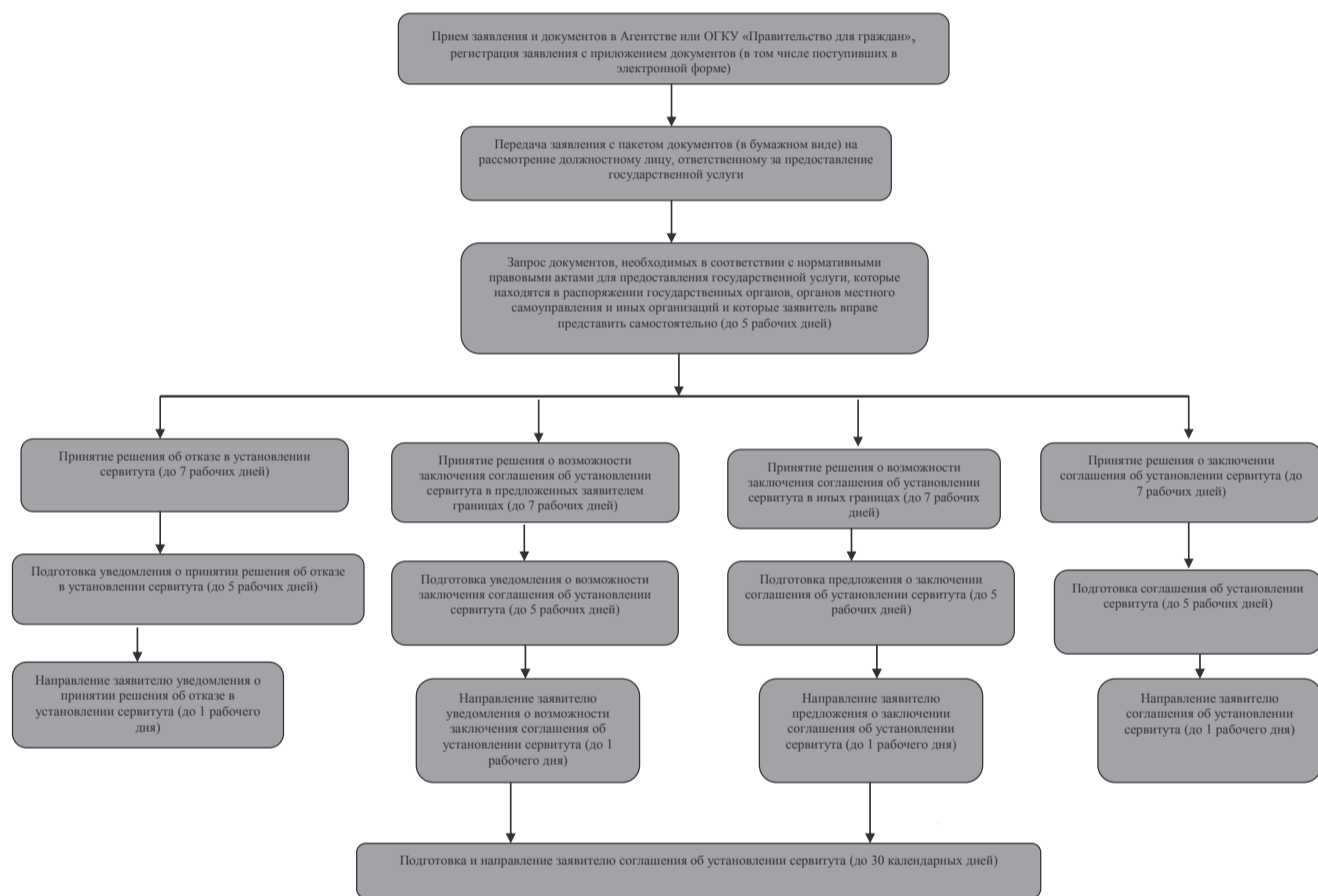 Прием заявления и документов в Агентстве или ОГКУ «Правительство для граждан»,
регистрация заявления с приложением документов (в том числе поступивших в
электронной форме)
Передача заявления с пакетом документов (в бумажном виде) на
рассмотрение должностному лицу, ответственному за предоставление
государственной услуги
Запрос документов, необходимых в соответствии с нормативными
правовыми актами для предоставления государственной услуги, которые
находятся в распоряжении государственных органов, органов местного
самоуправления и иных организаций и которые заявитель вправе
представить самостоятельно (до 5 рабочих дней)
Принятие решения об отказе в установлении
сервитута (до 7 рабочих дней)
Принятие решения о возможности
заключения соглашения об установлении
сервитута в предложенных заявителем
границах (до 7 рабочих дней)
Принятие решения о возможности
заключения соглашения об установлении
сервитута в иных границах (до 7 рабочих
дней)
Принятие решения о заключении
соглашения об установлении сервитута (до
7 рабочих дней)
Подготовка уведомления о принятии решения об отказе
в установлении сервитута (до 5 рабочих дней)
Подготовка уведомления о возможности
заключения соглашения об установлении
сервитута (до 5 рабочих дней)
Подготовка предложения о заключении
соглашения об установлении сервитута (до 5
рабочих дней)
Подготовка соглашения об установлении
сервитута (до 5 рабочих дней)
Направление заявителю уведомления о
принятии решения об отказе в
установлении сервитута (до 1 рабочего
дня)
Направление заявителю
уведомления о возможности
заключения соглашения об
установлении сервитута (до 1
рабочего дня)
Направление заявителю
предложения о заключении
соглашения об установлении
сервитута (до 1 рабочего дня)
Направление заявителю
соглашения об установлении
сервитута (до 1 рабочего дня)
Подготовка и направление заявителю соглашения об установлении сервитута (до 30 календарных дней)